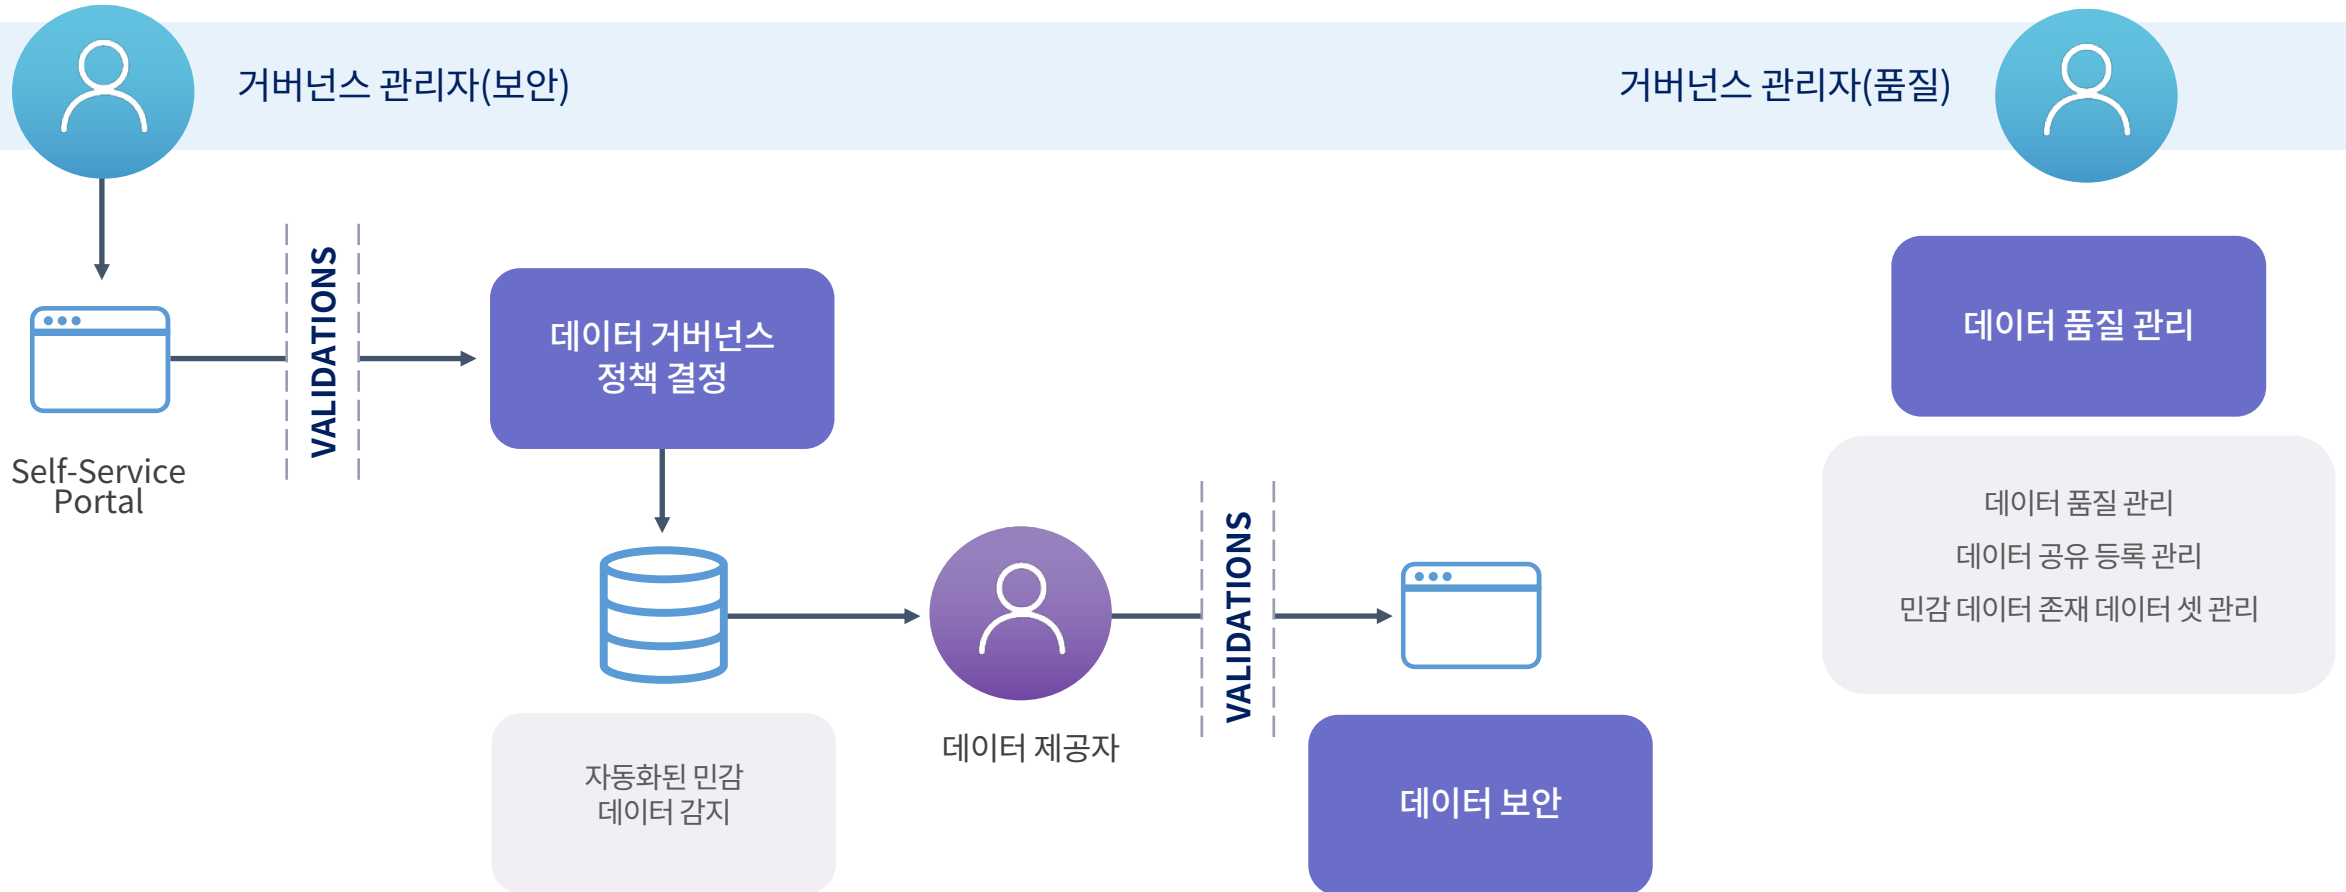 거버넌스 관리자(보안)
거버넌스 관리자(품질)
VALIDATIONS
Self-Service
Portal
데이터 거버넌스
정책 결정
데이터 품질 관리
데이터 품질 관리
데이터 공유 등록 관리
민감 데이터 존재 데이터 셋 관리
VALIDATIONS
데이터 제공자
자동화된 민감
데이터 감지
데이터 보안